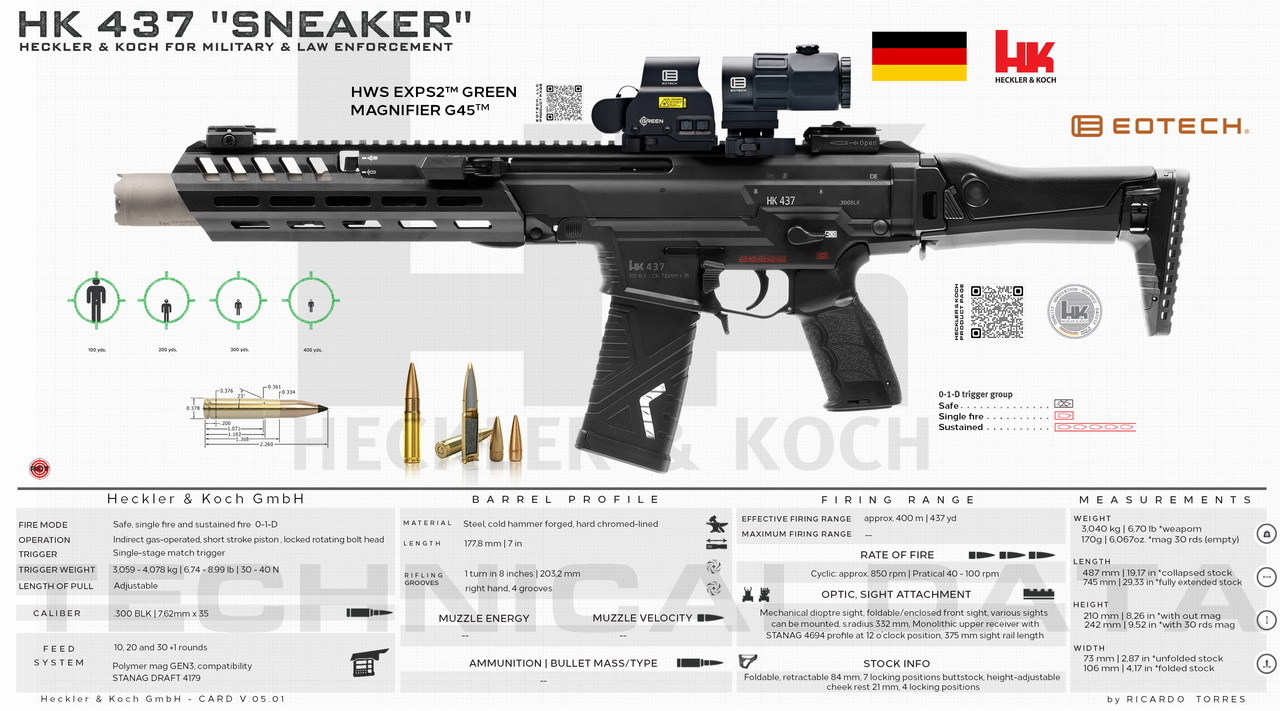 HK 437 "SNEAKER"
HECKLER & KOCH FOR MILITARY & LAW ENFORCEMENT
HWS EXPS2™ GREEN
MAGNIFIER G45™
EOTECH
EOTECH
GREEN
HK
HECKLER & KOCH
EOTECH®
Open
DE
HK 437
.300BLK
HK 437
100 yds.
200 yds.
300 yds.
400 yds.
HECKLER & KOCH
PRODUCT PAGE
HK
0.376
0.361
0.334
23°
0.378
.200
1.071
1.102
1.368
2.260
0-1-D trigger group
Safe
Single fire
Sustained
HK
HECKLER & KOCH
TECHNICAL DATA
Heckler & Koch GmbH
FIRE MODE Safe, single fire and sustained fire 0-1-D
OPERATION Indirect gas-operated, short stroke piston , locked rotating bolt head
TRIGGER Single-stage match trigger
TRIGGER WEIGHT 3,059 - 4,078 kg | 6,74 - 8,99 lb | 30 - 40 N
LENGTH OF PULL Adjustable
CALIBER .300 BLK | 7.62mm x 35
FEED SYSTEM 10, 20 and 30 +1 rounds
Polymer mag GEN3, compatibility
STANAG DRAFT 4179
BARREL PROFILE
MATERIAL Steel, cold hammer forged, hard chromed-lined
LENGTH 177,8 mm | 7 in
RIFLING 1 turn in 8 inches | 203,2 mm
GROOVES right hand, 4 grooves
MUZZLE ENERGY MUZZLE VELOCITY
-- --
AMMUNITION | BULLET MASS/TYPE
--
FIRING RANGE
EFFECTIVE FIRING RANGE approx. 400 m | 437 yd
MAXIMUM FIRING RANGE --
RATE OF FIRE
Cyclic: approx. 850 rpm | Pratical 40 - 100 rpm
OPTIC, SIGHT ATTACHMENT
Mechanical dioptre sight, foldable/enclosed front sight, various sights
can be mounted, s.radius 332 mm. Monolithic upper receiver with
STANAG 4694 profile at 12 o'clock position, 375 mm sight rail length
STOCK INFO
Foldable, retractable 84 mm, 7 locking positions buttstock, height-adjustable
cheek rest 21 mm, 4 locking positions
MEASUREMENTS
WEIGHT
3,040 kg | 6.70 lb *weapom
170g | 6,067oz. *mag 30 rds (empty)
LENGTH
487 mm | 19,17 in *collapsed stock
745 mm | 29.33 in *fully extended stock
HEIGHT
210 mm | 8,26 in *with out mag
242 mm | 9,52 in *with 30 rds mag
WIDTH
73 mm | 2,87 in *unfolded stock
106 mm | 4,17 in *folded stock
Heckler & Koch GmbH - CARD V.05.01
by RICARDO TORRES